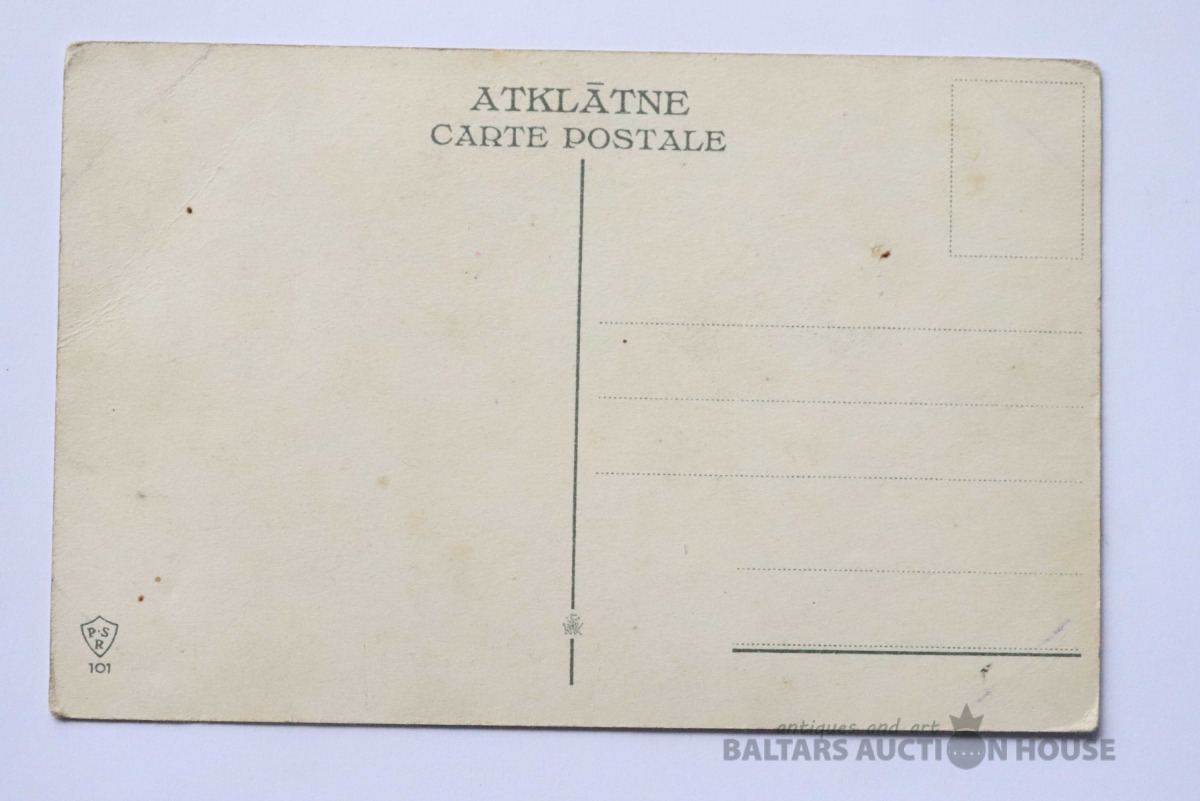 ATKLĀTNE
CARTE POSTALE
P·S
R
101
antiques and art
BALTARS AUCTION HOUSE